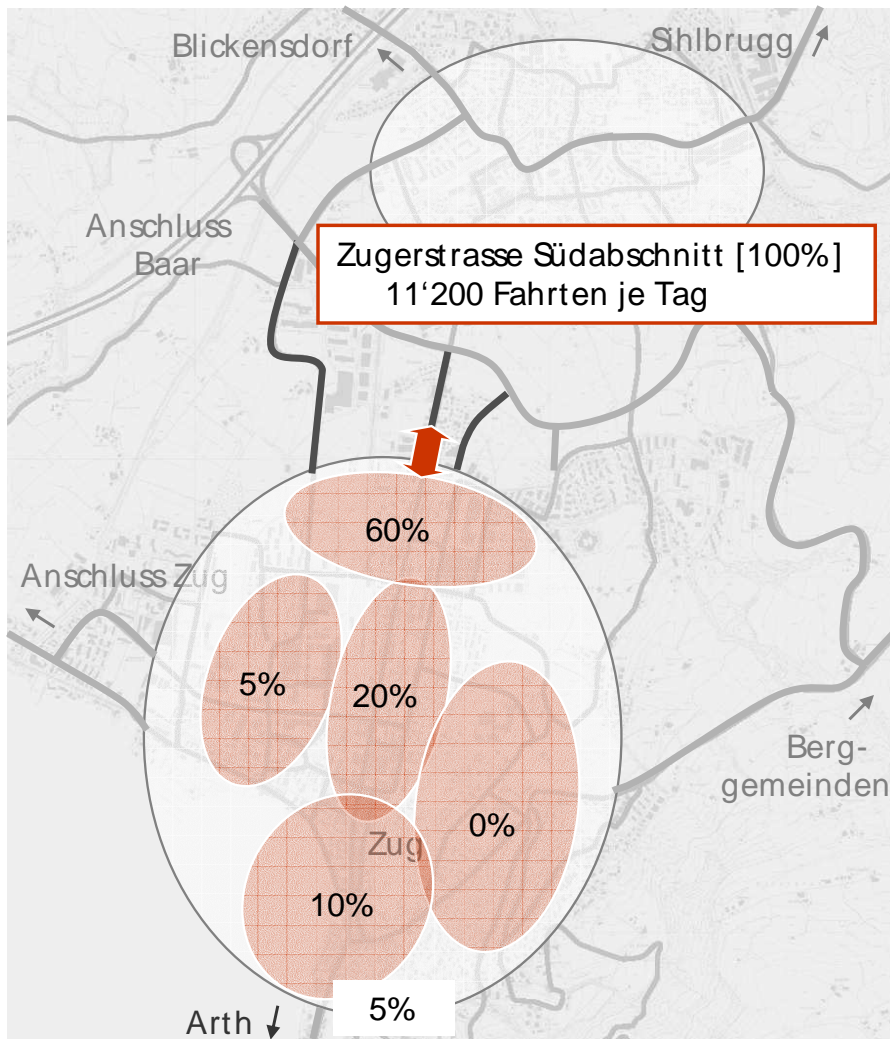 Blickensdorf
Sihlbrugg
Anschluss
Baar
Zugerstrasse Südabschnitt [100%]
11‘200 Fahrten je Tag
60%
Anschluss Zug
5%
20%
Berg-
gemeinden
0%
Zug
10%
5%
Arth